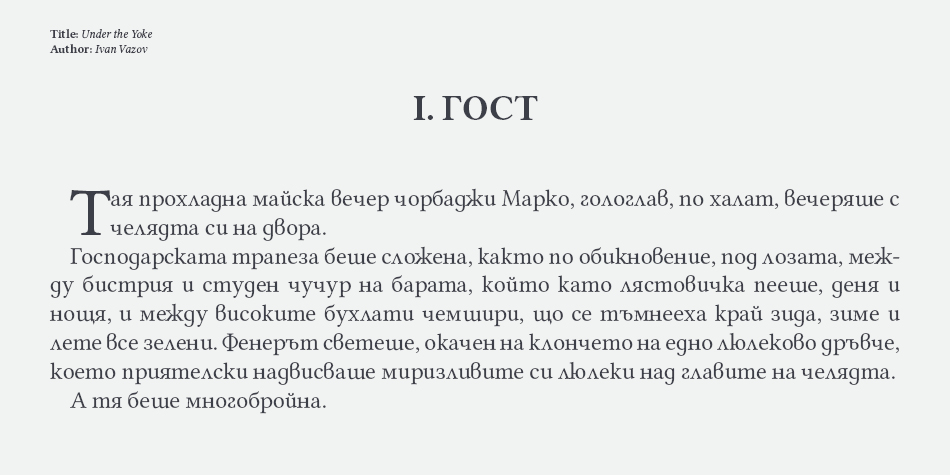 Title: Under the Yoke
Author: Ivan Vazov
I. ГОСТ
Тая прохладна майска вечер чорбаджи Марко, гологлав, по халат, вечеряше с
челядта си на двора.
Господарската трапеза беше сложена, както по обикновение, под лозата, меж-
ду бистрия и студен чучур на барата, който като лястовичка пееше, деня и
нощя, и между високите бухлати чемшири, що се тъмнееха край зида, зиме и
лете все зелени. Фенерът светеше, окачен на клончето на едно люлеково дръвче,
което приятелски надвисваше миризливите си люлеки над главите на челядта.
А тя беше многобройна.